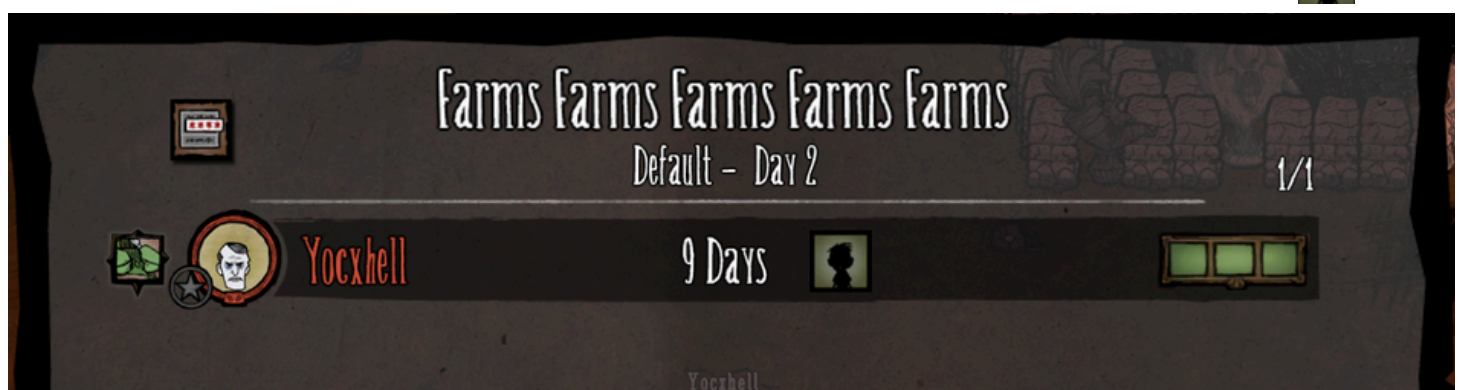 Farms Farms Farms Farms Farms
Default - Day 2
1/1
Yocxhell
9 Days
Yocxhell